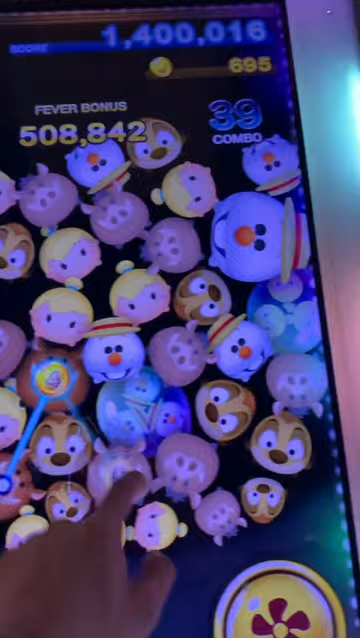 SCORE 1,400,016
695
FEVER BONUS
508,842
39
COMBO